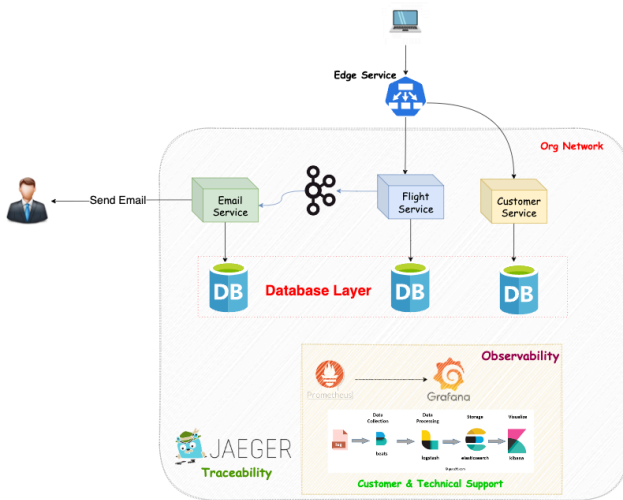 Edge Service
Org Network
Send Email
Email
Service
Flight
Service
Customer
Service
DB
Database Layer
DB
DB
Observability
Prometheus
Grafana
Data
Collection
Data
Processing
Storage
Visualize
log
beats
logstash
elasticsearch
kibana
JAEGER
Traceability
Customer & Technical Support